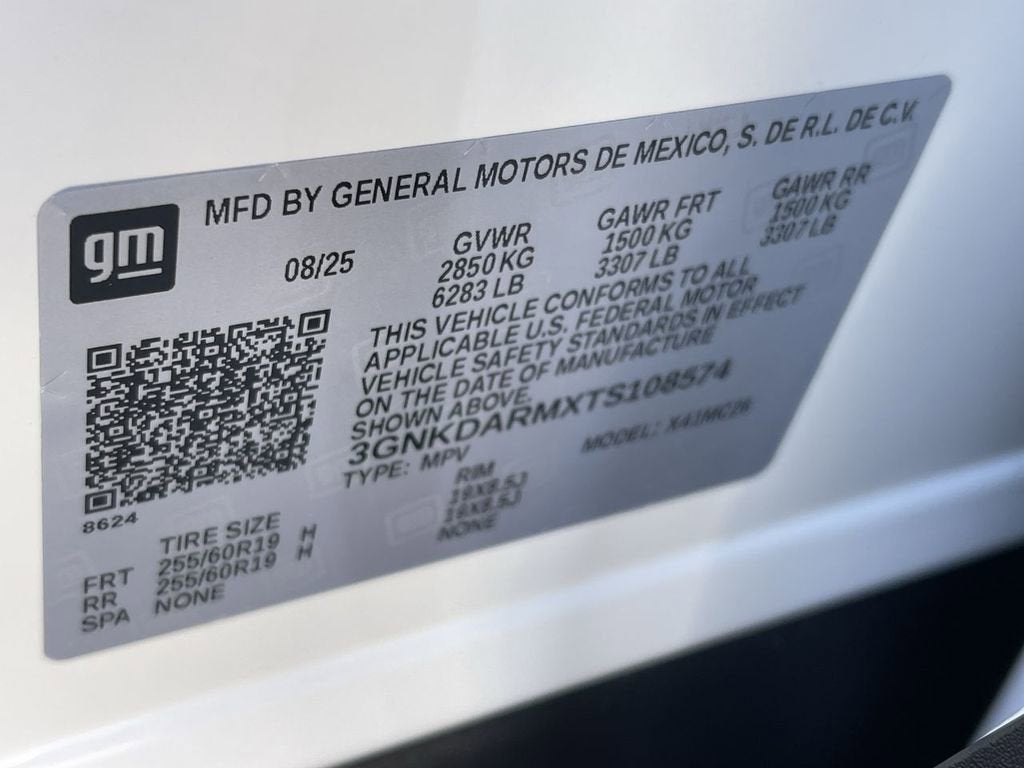 gm
MFD BY GENERAL MOTORS DE MEXICO, S. DE R.L. DE C.V.
08/25
GVWR GAWR FRT GAWR RR
2850 KG 1500 KG 1500 KG
6283 LB 3307 LB 3307 LB
THIS VEHICLE CONFORMS TO ALL
APPLICABLE U.S. FEDERAL MOTOR
VEHICLE SAFETY STANDARDS IN EFFECT
ON THE DATE OF MANUFACTURE
SHOWN ABOVE.
3GNKDARMXTS108574
TYPE: MPV MODEL: X41MC26
8624
TIRE SIZE RIM
FRT 255/60R19 H 19X8.5J
RR 255/60R19 H 19X8.5J
SPA NONE NONE